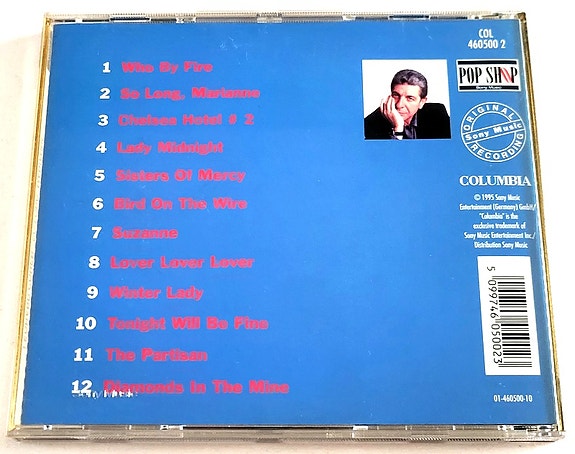 COL
460500 2
POP SHOP
Sony Music
ORIGINAL
Sony Music
RECORDING
COLUMBIA
© 1995 Sony Music
Entertainment (Germany) GmbH/
"Columbia" is the
exclusive trademark of
Sony Music Entertainment Inc./
Distribution Sony Music
1 Who By Fire
2 So Long, Marianne
3 Chelsea Hotel # 2
4 Lady Midnight
5 Sisters Of Mercy
6 Bird On The Wire
7 Suzanne
8 Lover Lover Lover
9 Winter Lady
10 Tonight Will Be Fine
11 The Partisan
12 Diamonds In The Mine
5 099746 050023
01-460500-10